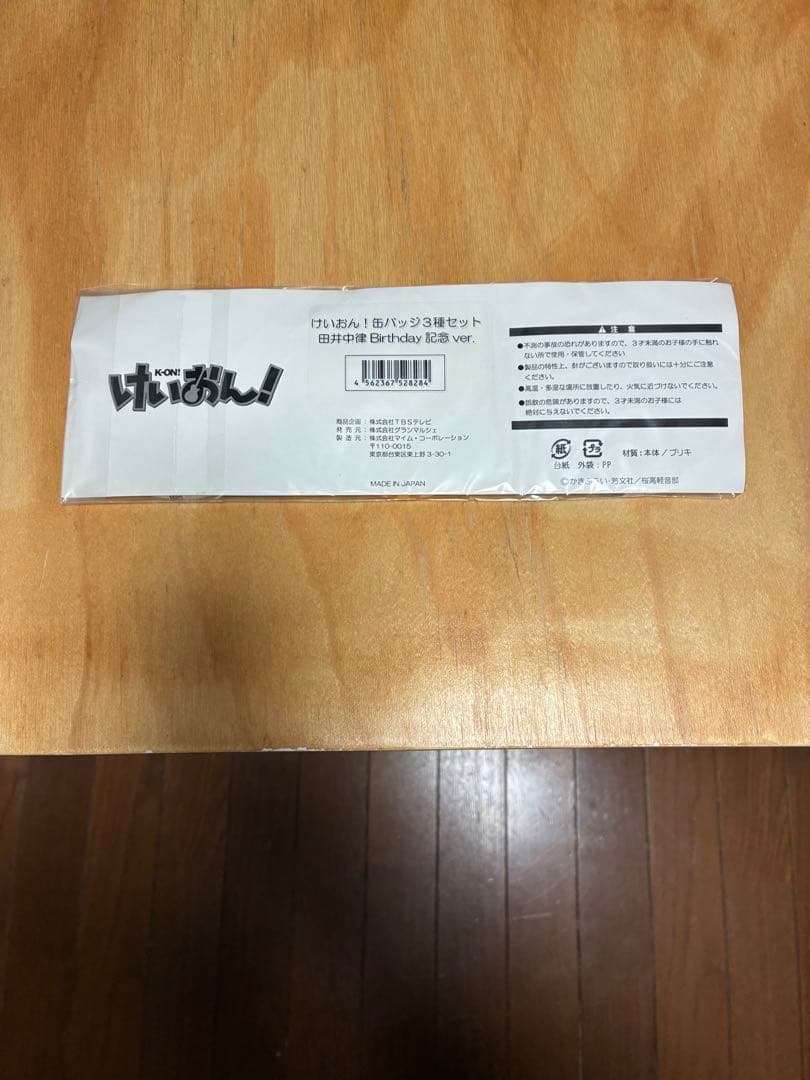 K-ON!
けいおん!
けいおん！缶バッジ３種セット
田井中律 Birthday 記念 ver.
4 562367 528284
商品企画 : 株式会社ＴＢＳテレビ
発 売 元 : 株式会社グランマルシェ
製 造 元 : 株式会社マイム・コーポレーション
〒110-0015
東京都台東区東上野 3-30-1
MADE IN JAPAN
注 意
●不測の事故の恐れがありますので、３才未満のお子様の手に触れ
ない所で使用・保管してください
●製品の特性上、針がございますので取り扱いには十分にご注意
ください。
●高温・多湿な場所に放置したり、火気に近づけないでください。
●誤飲の危険がありますので、３才未満のお子様には
絶対に与えないでください。
紙
プラ
台紙 外袋：PP
材質：本体 / ブリキ
©かきふらい・芳文社／桜高軽音部